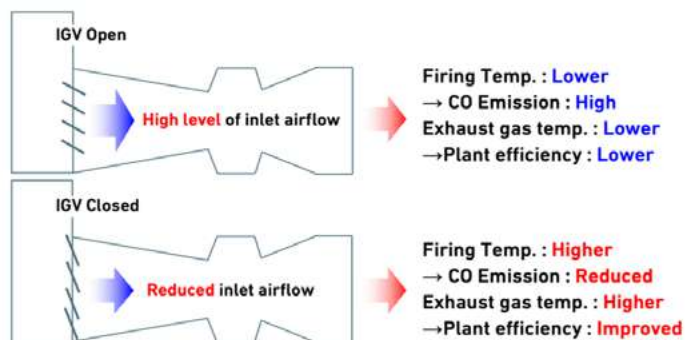 IGV Open
High level of inlet airflow
Firing Temp. : Lower
→ CO Emission : High
Exhaust gas temp. : Lower
→Plant efficiency : Lower
IGV Closed
Reduced inlet airflow
Firing Temp. : Higher
→ CO Emission : Reduced
Exhaust gas temp. : Higher
→Plant efficiency : Improved